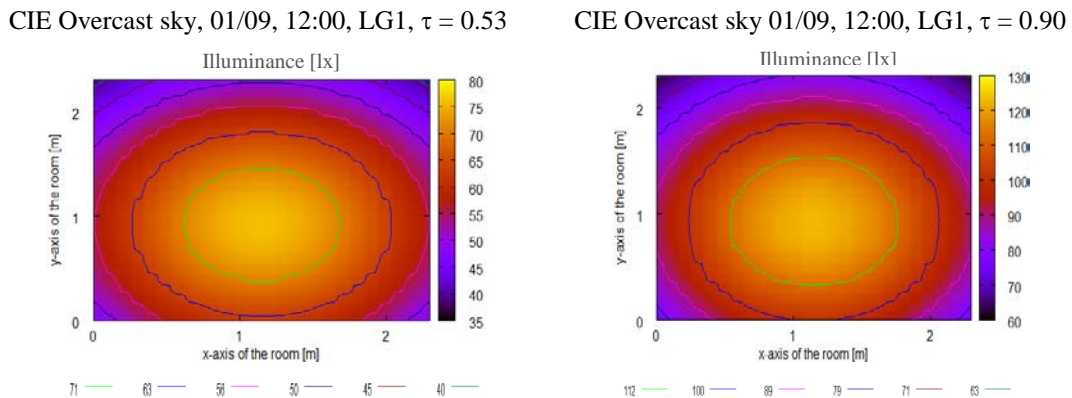 CIE Overcast sky, 01/09, 12:00, LG1, τ = 0.53
Illuminance [lx]
80
75
70
65
60
55
50
45
40
35
2
1
0
y-axis of the room [m]
0 1 2
x-axis of the room [m]
71 63 56 50 45 40
CIE Overcast sky 01/09, 12:00, LG1, τ = 0.90
Illuminance [lx]
130
120
110
100
90
80
70
60
2
1
0
y-axis of the room [m]
0 1 2
x-axis of the room [m]
112 100 89 79 71 63